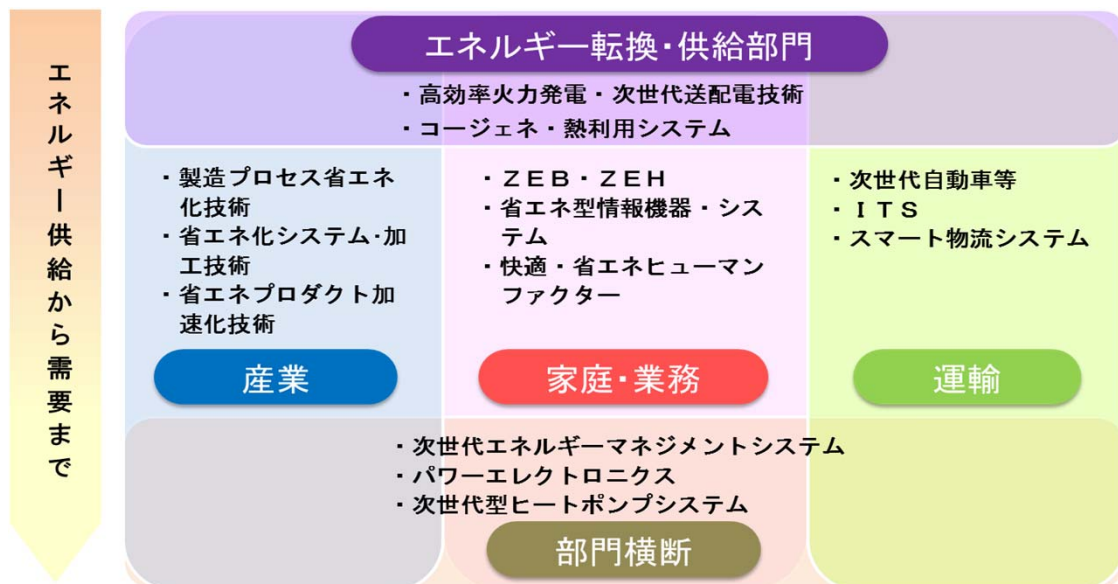 エネルギー供給から需要まで
エネルギー転換・供給部門
・高効率火力発電・次世代送配電技術
・コージェネ・熱利用システム
・製造プロセス省エネ
化技術
・省エネ化システム・加
工技術
・省エネプロダクト加
速化技術
産業
・ＺＥＢ・ＺＥＨ
・省エネ型情報機器・シス
テム
・快適・省エネヒューマン
ファクター
家庭・業務
・次世代自動車等
・ＩＴＳ
・スマート物流システム
運輸
・次世代エネルギーマネジメントシステム
・パワーエレクトロニクス
・次世代型ヒートポンプシステム
部門横断